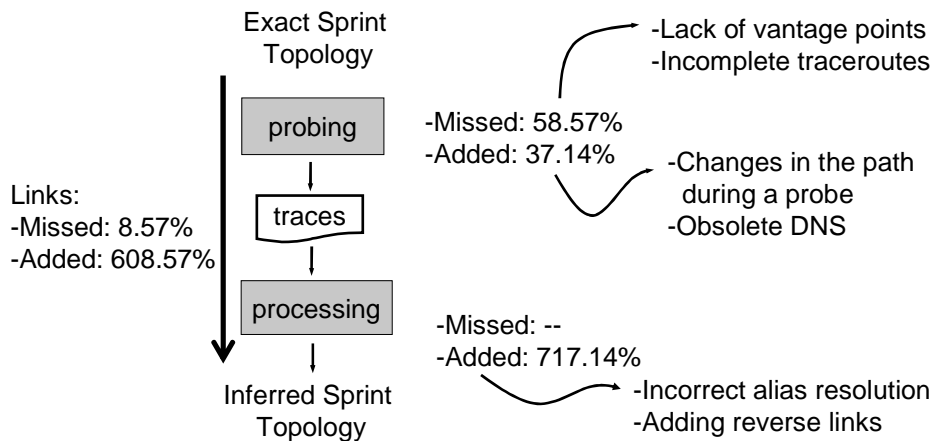 Exact Sprint
Topology
probing
traces
processing
Inferred Sprint
Topology
Links:
-Missed: 8.57%
-Added: 608.57%
-Missed: 58.57%
-Added: 37.14%
-Lack of vantage points
-Incomplete traceroutes
-Changes in the path
during a probe
-Obsolete DNS
-Missed: --
-Added: 717.14%
-Incorrect alias resolution
-Adding reverse links